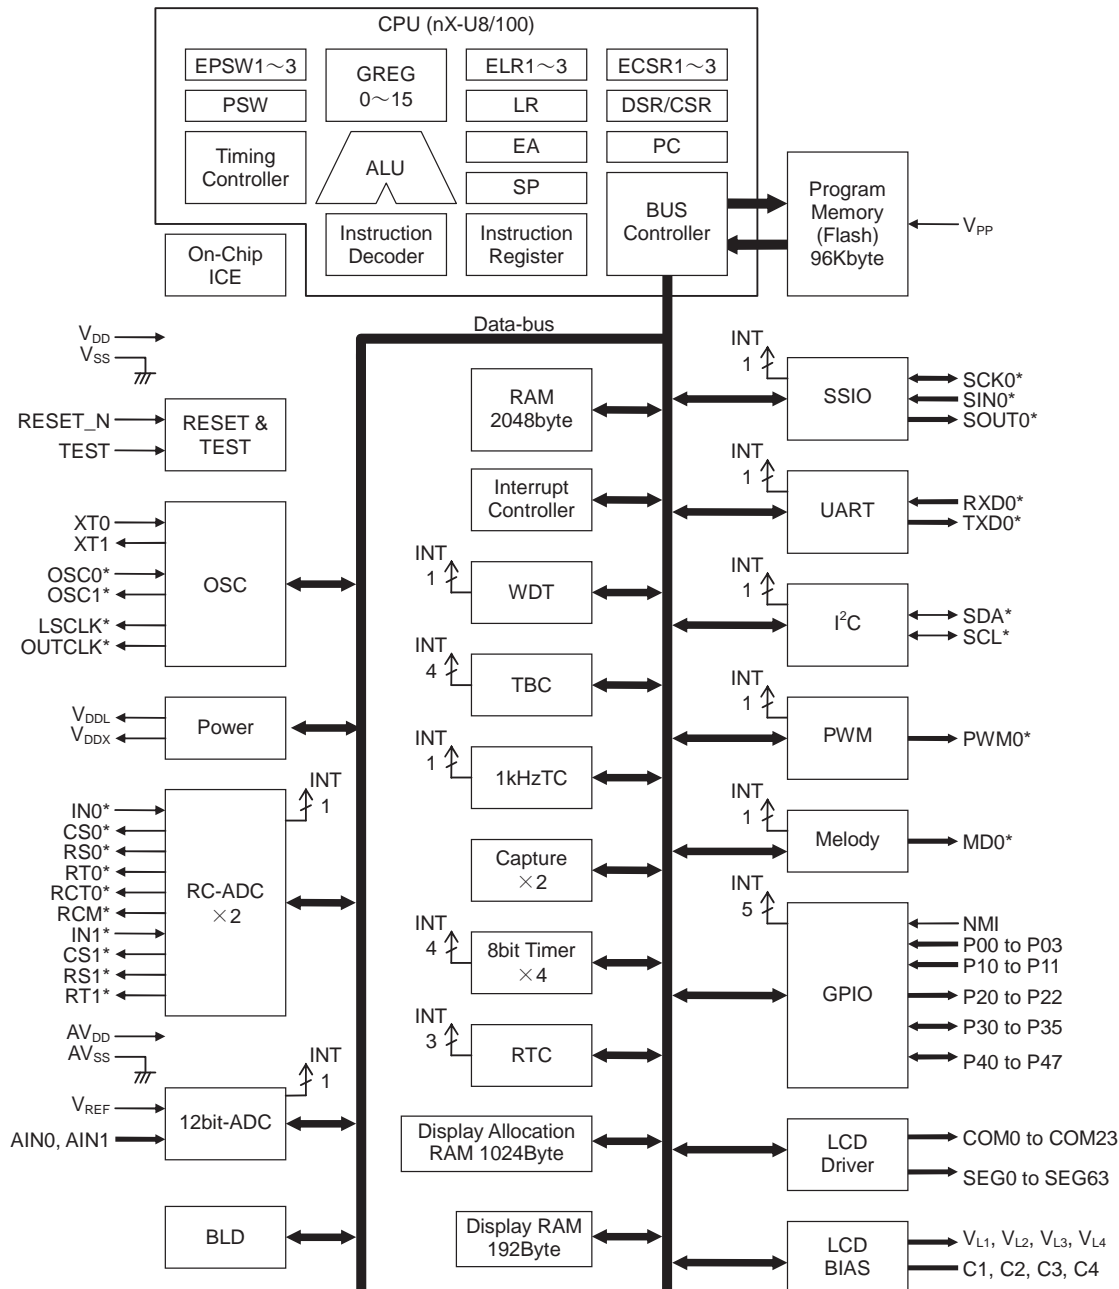 CPU (nX-U8/100)
EPSW1～3
PSW
Timing
Controller
GREG
0～15
ALU
Instruction
Decoder
ELR1～3
LR
EA
SP
Instruction
Register
ECSR1～3
DSR/CSR
PC
BUS
Controller
On-Chip
ICE
Program
Memory
(Flash)
96Kbyte
VPP
Data-bus
VDD
VSS
RESET_N
TEST
RESET &
TEST
XT0
XT1
OSC0*
OSC1*
LSCLK*
OUTCLK*
OSC
VDDL
VDDX
Power
INT
1
IN0*
CS0*
RS0*
RT0*
RCT0*
RCM*
IN1*
CS1*
RS1*
RT1*
RC-ADC
×2
AVDD
AVSS
INT
1
VREF
AIN0, AIN1
12bit-ADC
BLD
RAM
2048byte
Interrupt
Controller
INT
1
WDT
INT
4
TBC
INT
1
1kHzTC
Capture
×2
INT
4
8bit Timer
×4
INT
3
RTC
Display Allocation
RAM 1024Byte
Display RAM
192Byte
INT
1
SSIO
SCK0*
SIN0*
SOUT0*
INT
1
UART
RXD0*
TXD0*
INT
1
I²C
SDA*
SCL*
INT
1
PWM
PWM0*
INT
1
Melody
MD0*
INT
5
GPIO
NMI
P00 to P03
P10 to P11
P20 to P22
P30 to P35
P40 to P47
LCD
Driver
COM0 to COM23
SEG0 to SEG63
LCD
BIAS
VL1, VL2, VL3, VL4
C1, C2, C3, C4